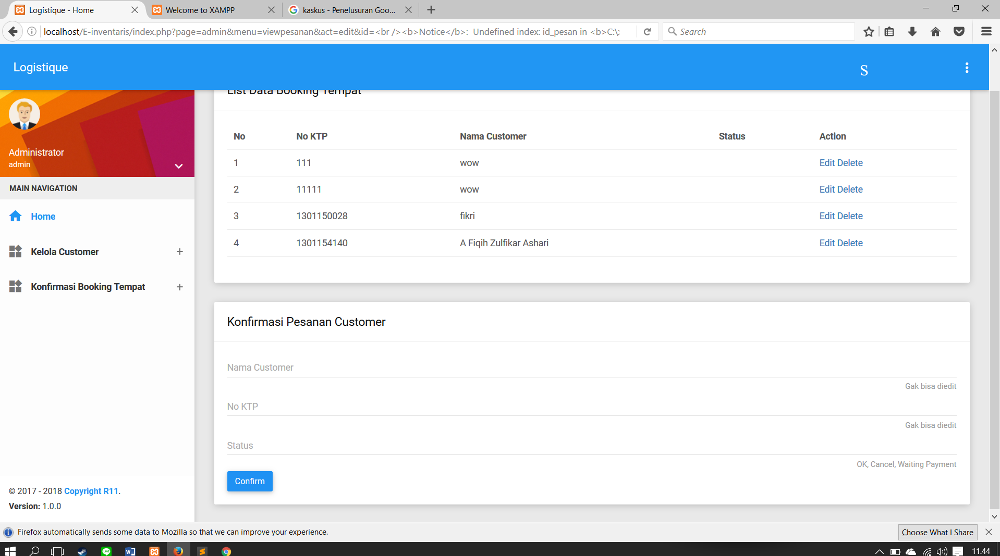 Logistique - Home
Welcome to XAMPP
kaskus - Penelusuran Goo...
localhost/E-inventaris/index.php?page=admin&menu=viewpesanan&act=edit&id=<br /><b>Notice</b>: Undefined index: id_pesan in <b>C:\
Search
Logistique
S
List Data Booking Tempat
Administrator
admin
MAIN NAVIGATION
Home
Kelola Customer +
Konfirmasi Booking Tempat +
No No KTP Nama Customer Status Action
1 111 wow Edit Delete
2 11111 wow Edit Delete
3 1301150028 fikri Edit Delete
4 1301154140 A Fiqih Zulfikar Ashari Edit Delete
Konfirmasi Pesanan Customer
Nama Customer
Gak bisa diedit
No KTP
Gak bisa diedit
Status
OK, Cancel, Waiting Payment
Confirm
© 2017 - 2018 Copyright R11.
Version: 1.0.0
Firefox automatically sends some data to Mozilla so that we can improve your experience.
Choose What I Share
11.44